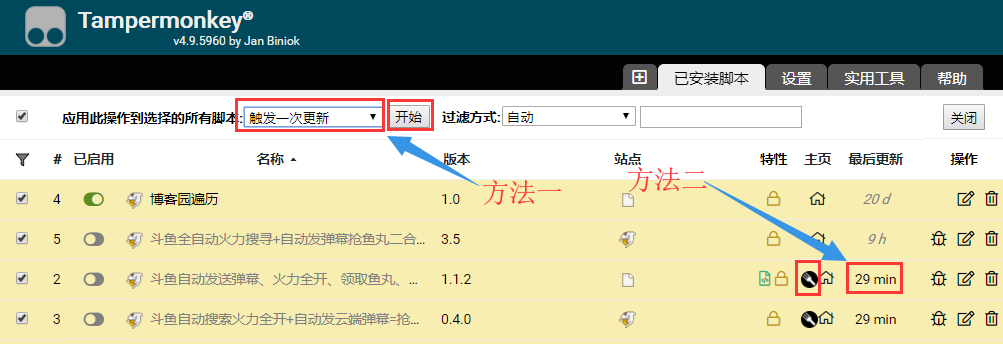 Tampermonkey®
v4.9.5960 by Jan Biniok
已安装脚本 设置 实用工具 帮助
应用此操作到选择的所有脚本: 触发一次更新 开始 过滤方式: 自动 关闭
# 已启用 名称 版本 站点 特性 主页 最后更新 操作
方法一 方法二
4 博客园遍历 1.0 20 d
5 斗鱼全自动火力搜寻+自动发弹幕抢鱼丸二合... 3.5 9 h
2 斗鱼自动发送弹幕、火力全开、领取鱼丸、... 1.1.2 29 min
3 斗鱼自动搜索火力全开+自动发云端弹幕-抢... 0.4.0 29 min